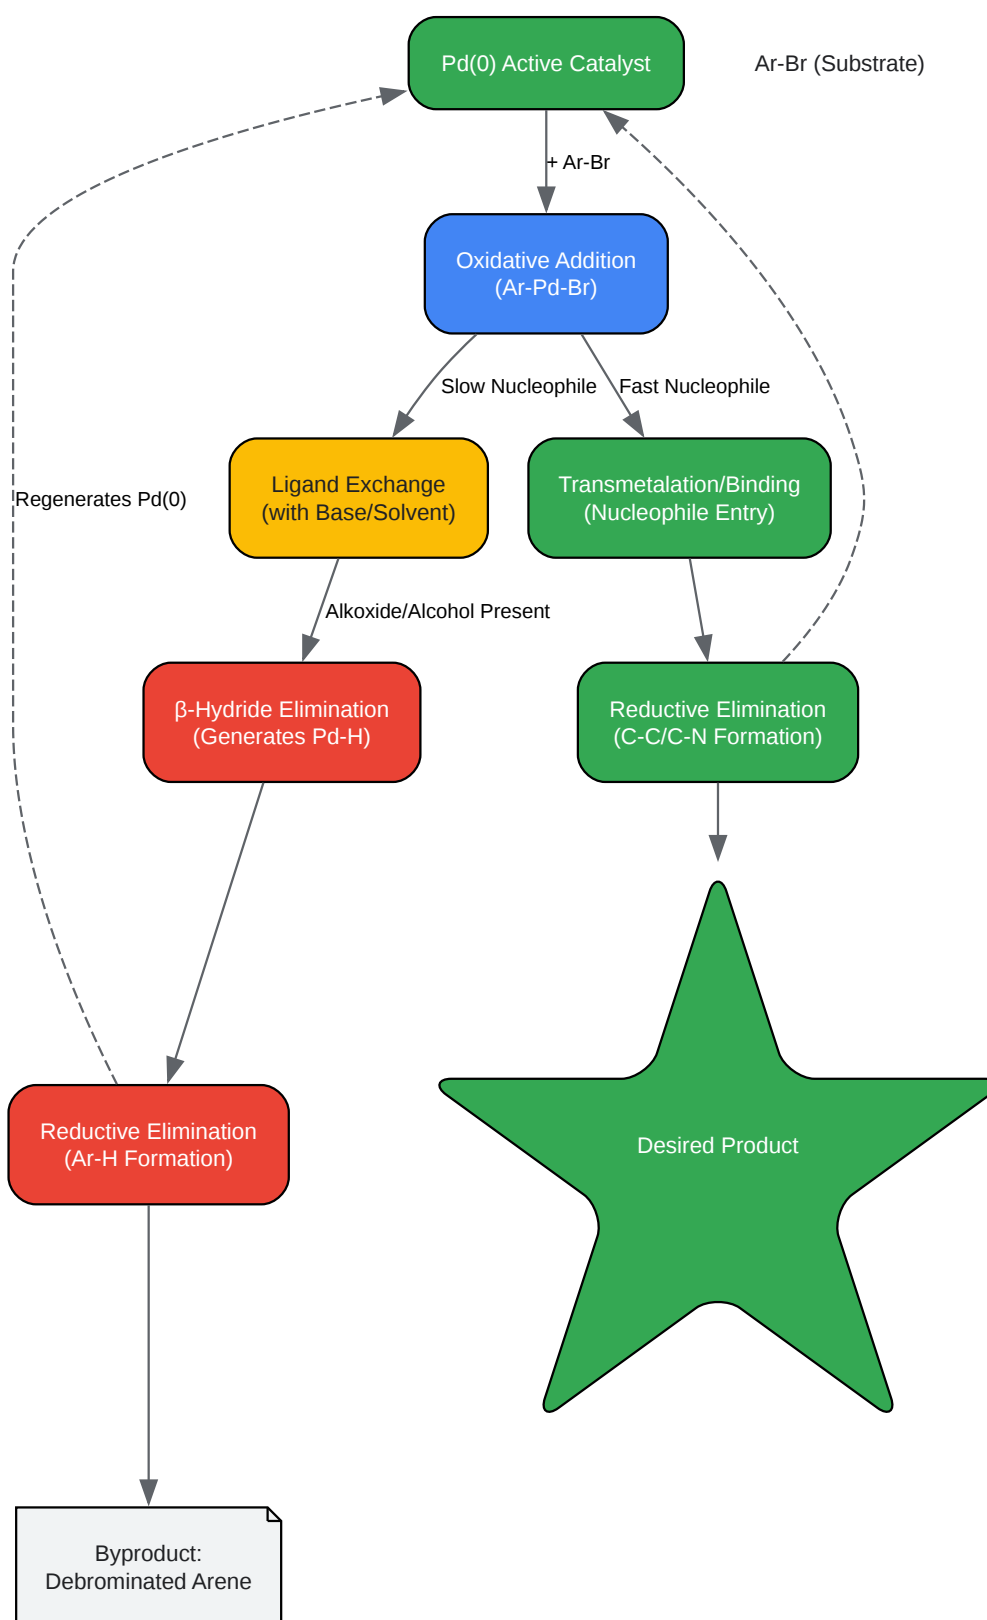 Pd(0) Active Catalyst
Ar-Br (Substrate)
+ Ar-Br
Oxidative Addition
(Ar-Pd-Br)
Slow Nucleophile
Fast Nucleophile
Ligand Exchange
(with Base/Solvent)
Transmetalation/Binding
(Nucleophile Entry)
Regenerates Pd(0)
Alkoxide/Alcohol Present
β-Hydride Elimination
(Generates Pd-H)
Reductive Elimination
(C-C/C-N Formation)
Reductive Elimination
(Ar-H Formation)
Desired Product
Byproduct:
Debrominated Arene